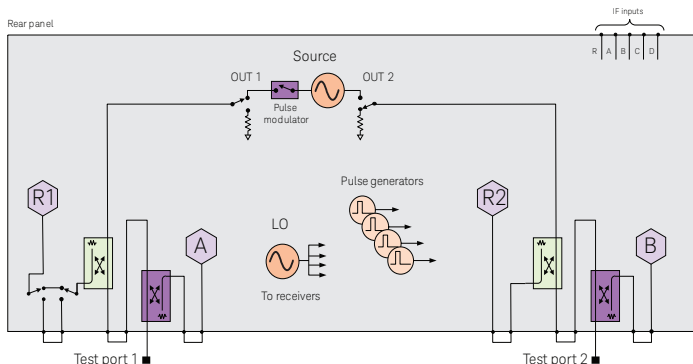 IF inputs
Rear panel
R A B C D
Source
OUT 1
OUT 2
Pulse
modulator
Pulse generators
R1
R2
LO
A
B
To receivers
Test port 1
Test port 2